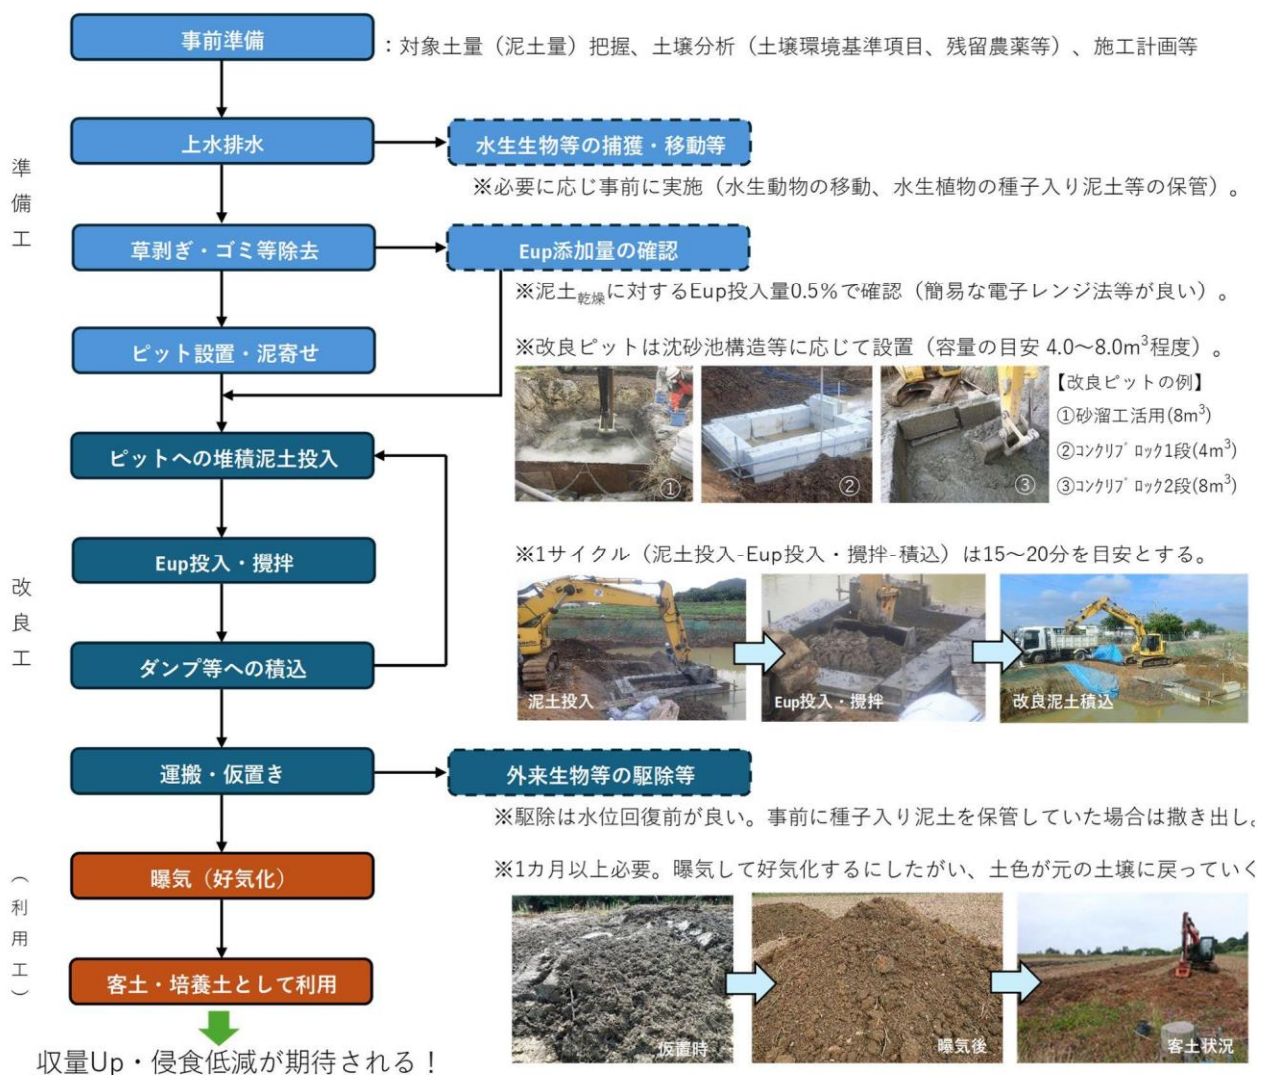 事前準備
：対象土量（泥土量）把握、土壌分析（土壌環境基準項目、残留農薬等）、施工計画等
準備工
上水排水
水生生物等の捕獲・移動等
※必要に応じ事前に実施（水生動物の移動、水生植物の種子入り泥土等の保管）。
草剥ぎ・ゴミ等除去
Eup添加量の確認
※泥土乾燥に対するEup投入量0.5%で確認（簡易な電子レンジ法等が良い）。
ピット設置・泥寄せ
※改良ピットは沈砂池構造等に応じて設置（容量の目安 4.0～8.0m³程度）。
①
②
③
【改良ピットの例】
①砂溜工活用(8m³)
②ｺﾝｸﾘﾌﾞﾛｯｸ1段(4m³)
③ｺﾝｸﾘﾌﾞﾛｯｸ2段(8m³)
改良工
ピットへの堆積泥土投入
Eup投入・攪拌
※1サイクル（泥土投入-Eup投入・攪拌-積込）は15～20分を目安とする。
ダンプ等への積込
泥土投入
Eup投入・攪拌
改良泥土積込
運搬・仮置き
外来生物等の駆除等
※駆除は水位回復前が良い。事前に種子入り泥土を保管していた場合は撒き出し。
（利用工）
曝気（好気化）
※1カ月以上必要。曝気して好気化するにしたがい、土色が元の土壌に戻っていく
客土・培養土として利用
仮置時
曝気後
客土状況
収量Up・侵食低減が期待される！